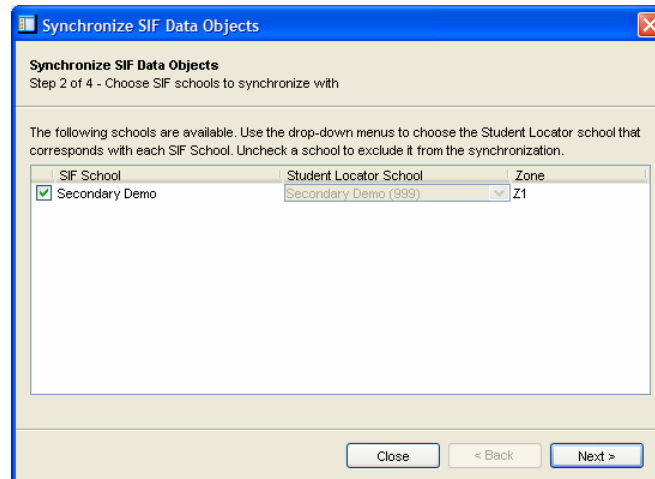 Synchronize SIF Data Objects
Synchronize SIF Data Objects
Step 2 of 4 - Choose SIF schools to synchronize with
The following schools are available. Use the drop-down menus to choose the Student Locator school that
corresponds with each SIF School. Uncheck a school to exclude it from the synchronization.
SIF School Student Locator School Zone
Secondary Demo Secondary Demo (999) Z1
Close < Back Next >